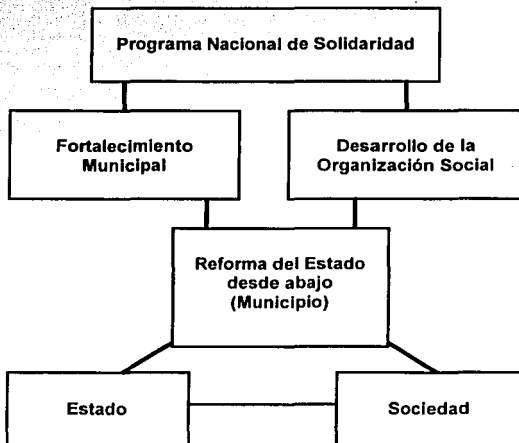 Programa Nacional de Solidaridad
Fortalecimiento
Municipal
Desarrollo de la
Organización Social
Reforma del Estado
desde abajo
(Municipio)
Estado
Sociedad